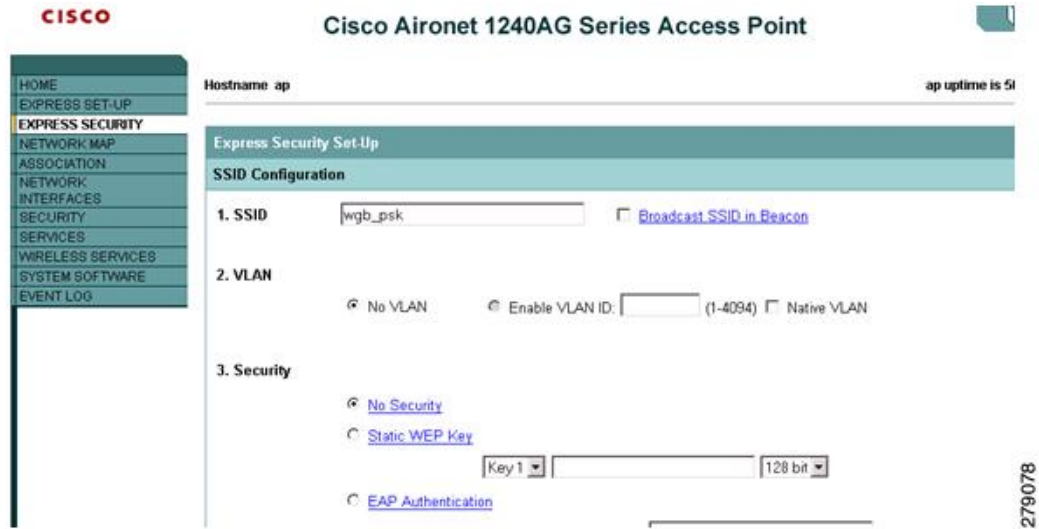 CISCO
Cisco Aironet 1240AG Series Access Point
HOME
EXPRESS SET-UP
EXPRESS SECURITY
NETWORK MAP
ASSOCIATION
NETWORK
INTERFACES
SECURITY
SERVICES
WIRELESS SERVICES
SYSTEM SOFTWARE
EVENT LOG
Hostname ap
ap uptime is
Express Security Set-Up
SSID Configuration
1. SSID wgb_psk Broadcast SSID in Beacon
2. VLAN
No VLAN Enable VLAN ID: (1-4094) Native VLAN
3. Security
No Security
Static WEP Key
Key 1 128 bit
EAP Authentication
279078